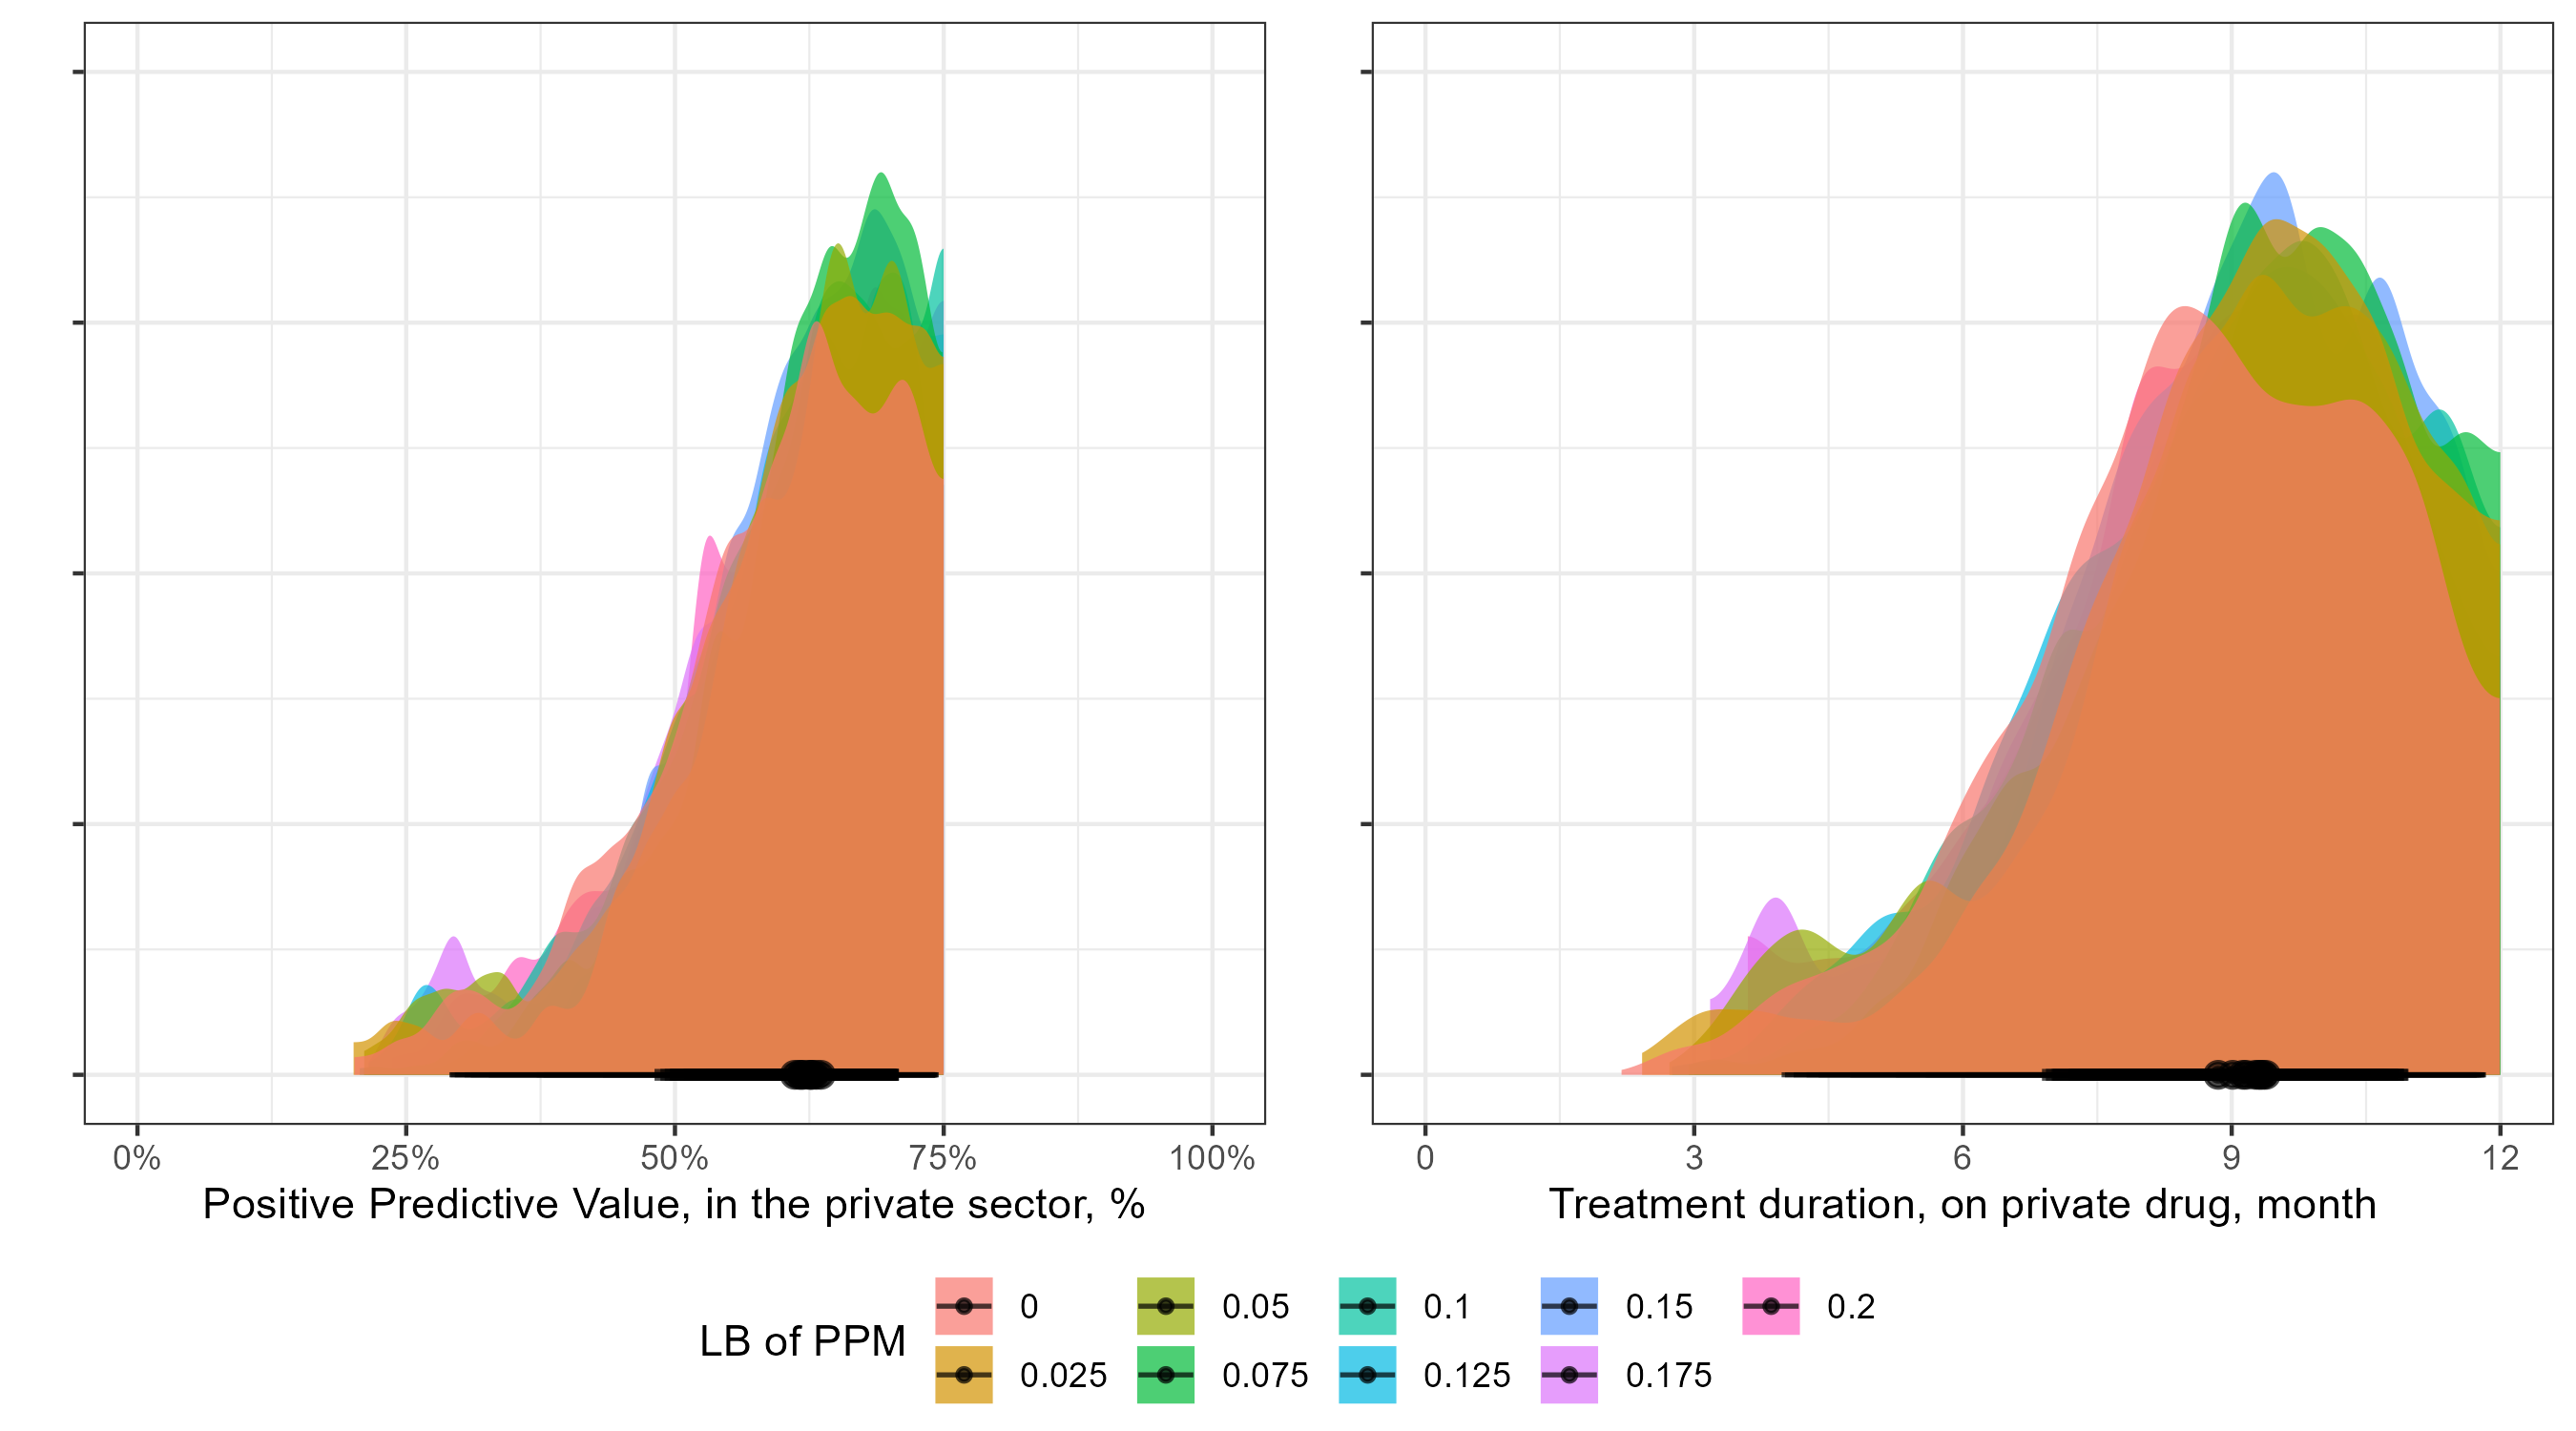 0% 25% 50% 75% 100%
Positive Predictive Value, in the private sector, %
0 3 6 9 12
Treatment duration, on private drug, month
LB of PPM
0 0.05 0.1 0.15 0.2
0.025 0.075 0.125 0.175